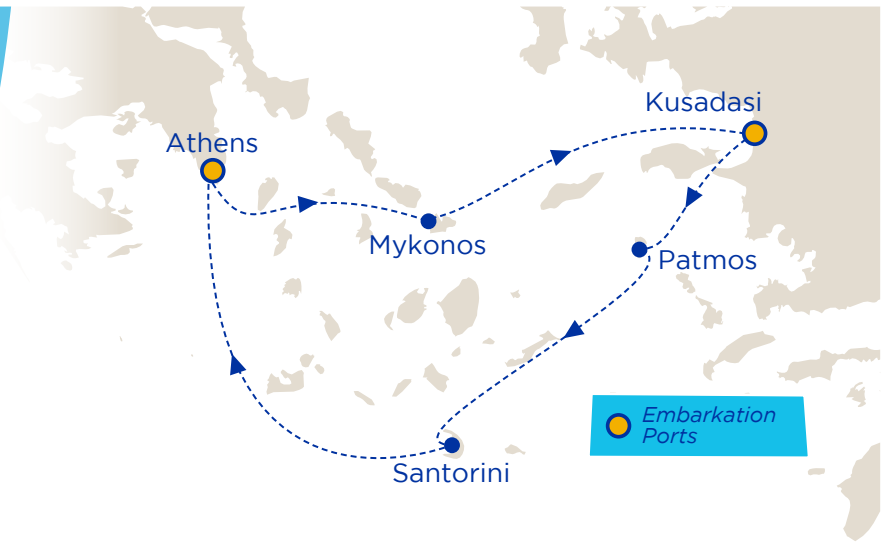 Kusadasi
Athens
Mykonos
Patmos
Santorini
Embarkation
Ports